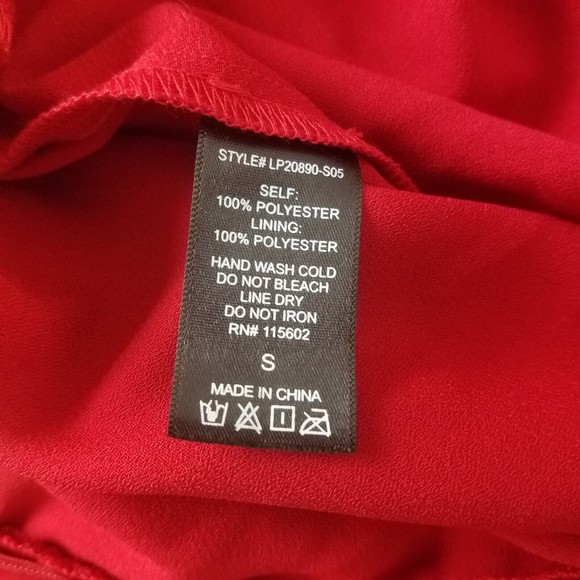 STYLE# LP20890-S05
SELF:
100% POLYESTER
LINING:
100% POLYESTER
HAND WASH COLD
DO NOT BLEACH
LINE DRY
DO NOT IRON
RN# 115602
S
MADE IN CHINA